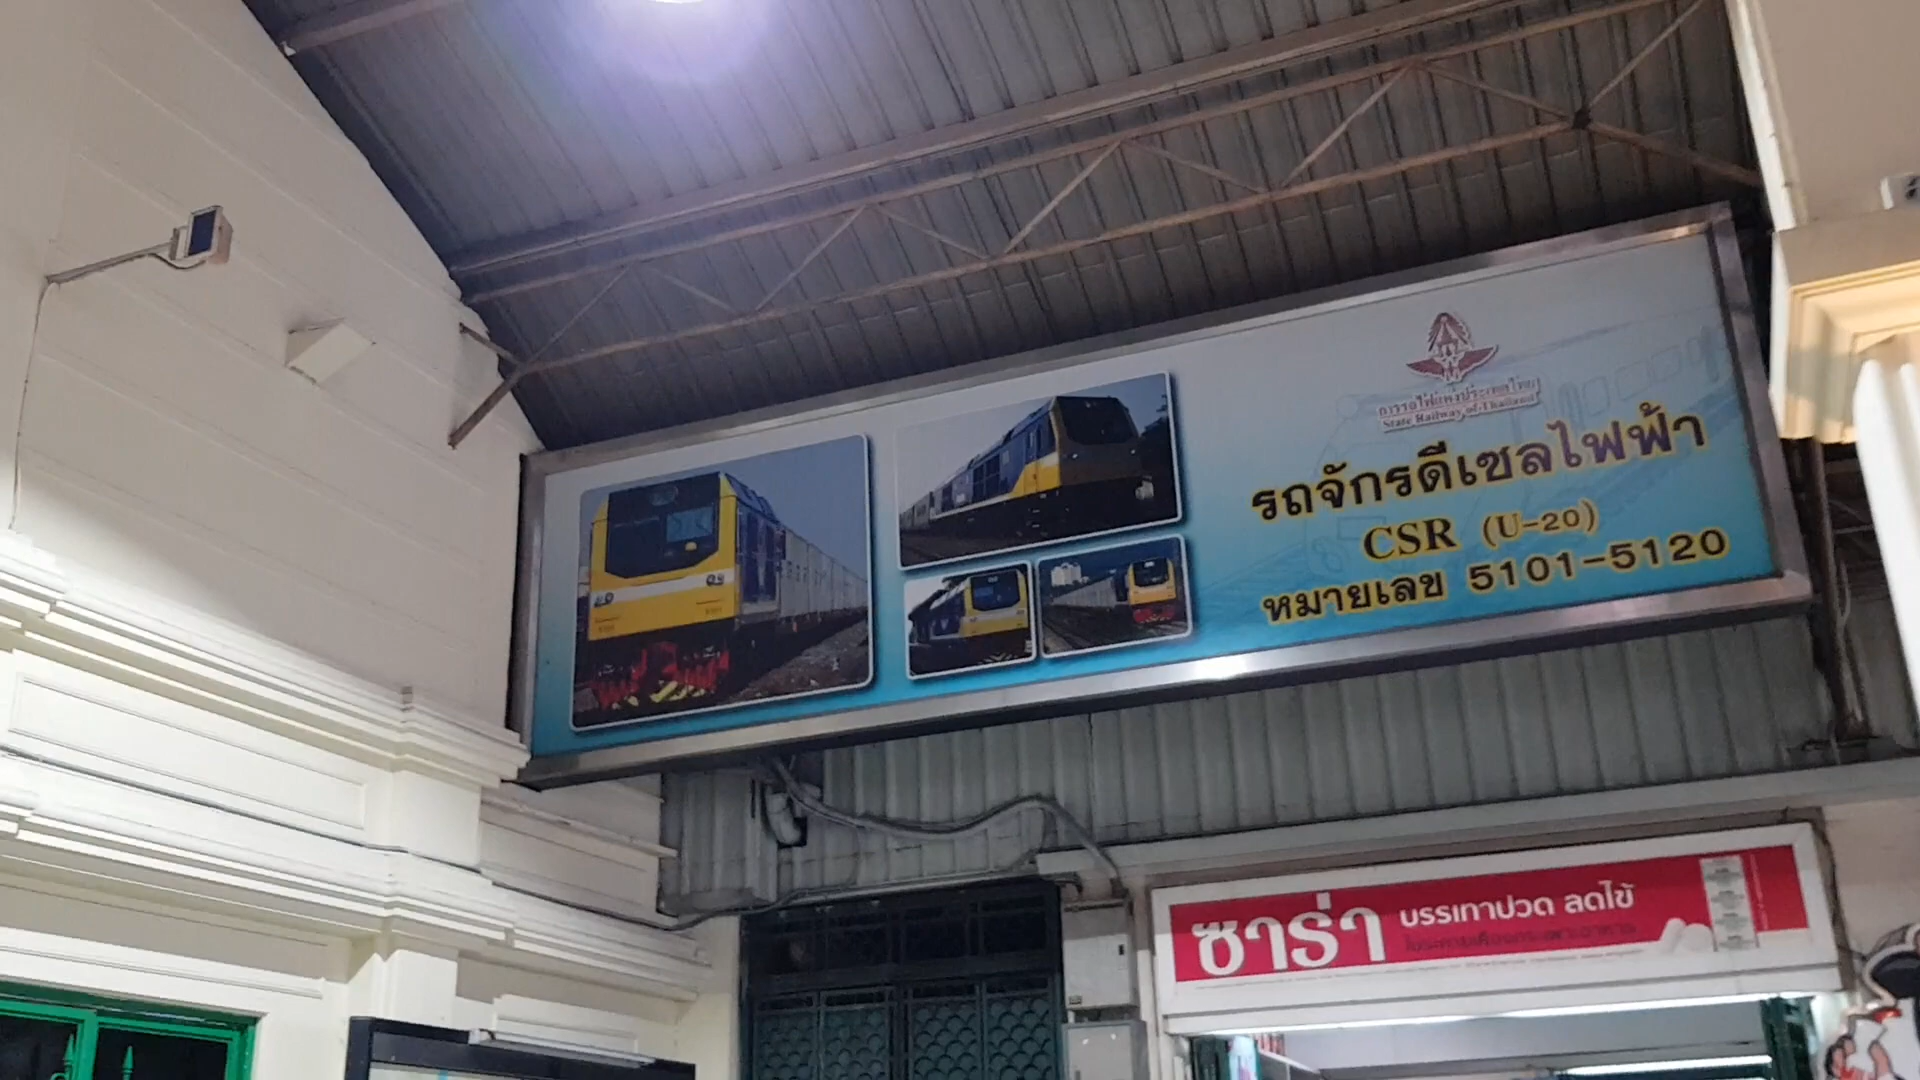 การรถไฟแห่งประเทศไทย
State Railway of Thailand
รถจักรดีเซลไฟฟ้า
CSR (U-20)
หมายเลข 5101-5120
ซาร่า บรรเทาปวด ลดไข้